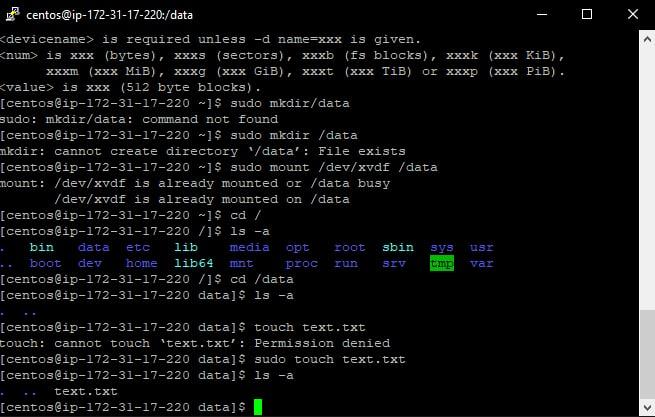 centos@ip-172-31-17-220:/data
<devicename> is required unless -d name=xxx is given.
<num> is xxx (bytes), xxxs (sectors), xxxb (fs blocks), xxxk (xxx KiB),
      xxxm (xxx MiB), xxxg (xxx GiB), xxxt (xxx TiB) or xxxp (xxx PiB).
<value> is xxx (512 byte blocks).
[centos@ip-172-31-17-220 ~]$ sudo mkdir/data
sudo: mkdir/data: command not found
[centos@ip-172-31-17-220 ~]$ sudo mkdir /data
mkdir: cannot create directory ‘/data’: File exists
[centos@ip-172-31-17-220 ~]$ sudo mount /dev/xvdf /data
mount: /dev/xvdf is already mounted or /data busy
       /dev/xvdf is already mounted on /data
[centos@ip-172-31-17-220 ~]$ cd /
[centos@ip-172-31-17-220 /]$ ls -a
.   bin   data  etc   lib    media  opt   root  sbin  sys  usr
..  boot  dev   home  lib64  mnt    proc  run   srv   tmp  var
[centos@ip-172-31-17-220 /]$ cd /data
[centos@ip-172-31-17-220 data]$ ls -a
.  ..
[centos@ip-172-31-17-220 data]$ touch text.txt
touch: cannot touch ‘text.txt’: Permission denied
[centos@ip-172-31-17-220 data]$ sudo touch text.txt
[centos@ip-172-31-17-220 data]$ ls -a
.  ..  text.txt
[centos@ip-172-31-17-220 data]$